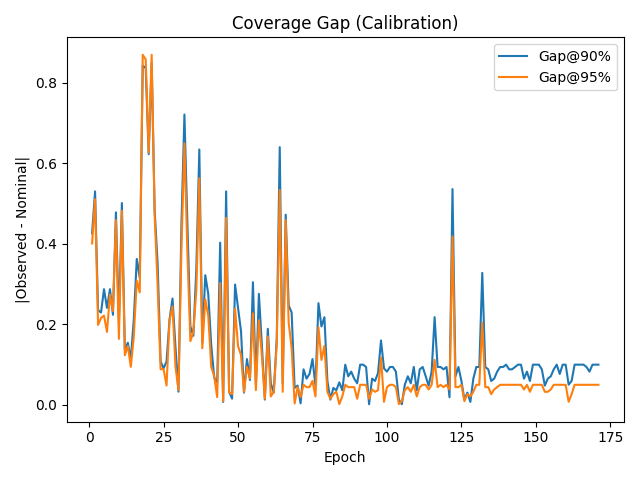 Coverage Gap (Calibration)
Gap@90%
Gap@95%
|Observed - Nominal|
0.8
0.6
0.4
0.2
0.0
0 25 50 75 100 125 150 175
Epoch